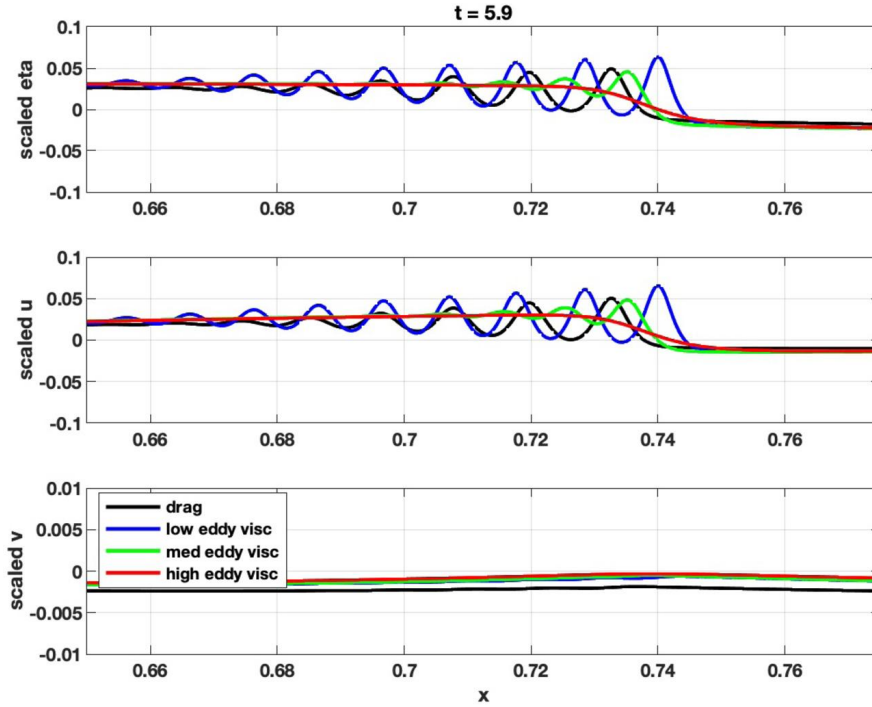 t = 5.9
0.1
0.05
0
-0.05
-0.1
scaled eta
0.66 0.68 0.7 0.72 0.74 0.76
0.1
0.05
0
-0.05
-0.1
scaled u
0.66 0.68 0.7 0.72 0.74 0.76
0.01
0.005
0
-0.005
-0.01
scaled v
drag
low eddy visc
med eddy visc
high eddy visc
0.66 0.68 0.7 0.72 0.74 0.76
x